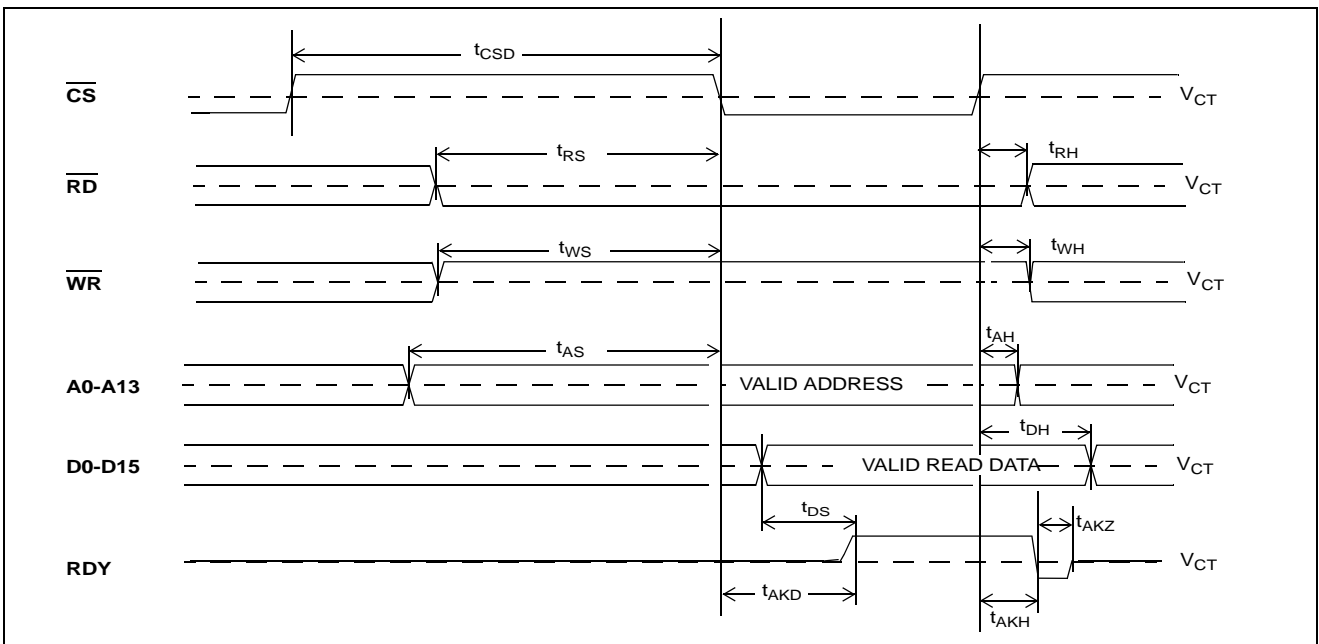 tCSD
CS VCT
tRS tRH
RD VCT
tWS tWH
WR VCT
tAS tAH
A0-A13 VALID ADDRESS VCT
tDH
D0-D15 VALID READ DATA VCT
tDS tAKZ
RDY VCT
tAKD tAKH